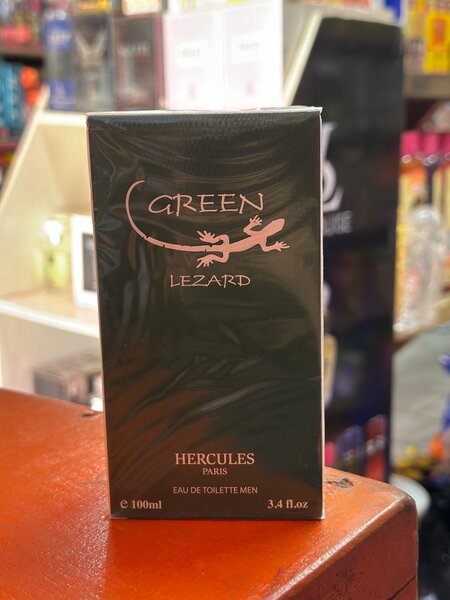 GREEN
LEZARD
HERCULES
PARIS
EAU DE TOILETTE MEN
e 100ml
3.4 fl.oz